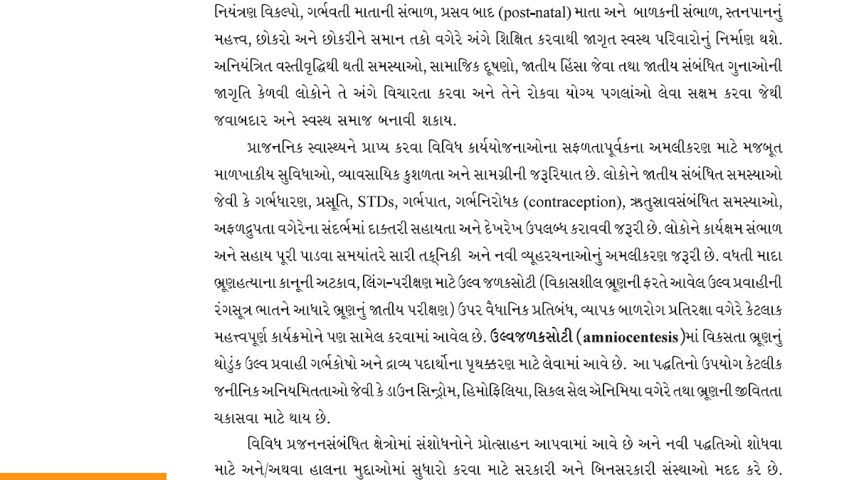 નિયંત્રણ વિકલ્પો, ગર્ભવતી માતાની સંભાળ, પ્રસવ બાદ (post-natal) માતા અને બાળકની સંભાળ, સ્તનપાનનું
મહત્ત્વ, છોકરો અને છોકરીને સમાન તકો વગેરે અંગે શિક્ષિત કરવાથી જાગૃત સ્વસ્થ પરિવારોનું નિર્માણ થશે.
અનિયંત્રિત વસ્તીવૃદ્ધિથી થતી સમસ્યાઓ, સામાજિક દૂષણો, જાતીય હિંસા જેવા તથા જાતીય સંબંધિત ગુનાઓની
જાગૃતિ કેળવી લોકોને તે અંગે વિચારતા કરવા અને તેને રોકવા યોગ્ય પગલાંઓ લેવા સક્ષમ કરવા જેથી
જવાબદાર અને સ્વસ્થ સમાજ બનાવી શકાય.
પ્રાજનનિક સ્વાસ્થ્યને પ્રાપ્ય કરવા વિવિધ કાર્યયોજનાઓના સફળતાપૂર્વકના અમલીકરણ માટે મજબૂત
માળખાકીય સુવિધાઓ, વ્યાવસાયિક કુશળતા અને સામગ્રીની જરૂરિયાત છે. લોકોને જાતીય સંબંધિત સમસ્યાઓ
જેવી કે ગર્ભધારણ, પ્રસૂતિ, STDs, ગર્ભપાત, ગર્ભનિરોધક (contraception), ઋતુસ્રાવસંબંધિત સમસ્યાઓ,
અફળદ્રુપતા વગેરેના સંદર્ભમાં દાક્તરી સહાયતા અને દેખરેખ ઉપલબ્ધ કરાવવી જરૂરી છે. લોકોને કાર્યક્ષમ સંભાળ
અને સહાય પૂરી પાડવા સમયાંતરે સારી તક્નિકી અને નવી વ્યૂહરચનાઓનું અમલીકરણ જરૂરી છે. વધતી માદા
ભ્રૂણહત્યાના કાનૂની અટકાવ, લિંગ-પરીક્ષણ માટે ઉલ્વ જળકસોટી (વિકાસશીલ ભ્રૂણની ફરતે આવેલ ઉલ્વ પ્રવાહીની
રંગસૂત્ર ભાતને આધારે ભ્રૂણનું જાતીય પરીક્ષણ) ઉપર વૈધાનિક પ્રતિબંધ, વ્યાપક બાળરોગ પ્રતિરક્ષા વગેરે કેટલાક
મહત્ત્વપૂર્ણ કાર્યક્રમોને પણ સામેલ કરવામાં આવેલ છે. ઉલ્વજળકસોટી (amniocentesis)માં વિકસતા ભ્રૂણનું
થોડુંક ઉલ્વ પ્રવાહી ગર્ભકોષો અને દ્રાવ્ય પદાર્થોના પૃથક્કરણ માટે લેવામાં આવે છે. આ પદ્ધતિનો ઉપયોગ કેટલીક
જનીનિક અનિયમિતતાઓ જેવી કે ડાઉન સિન્ડ્રોમ, હિમોફિલિયા, સિકલ સેલ ઍનિમિયા વગેરે તથા ભ્રૂણની જીવિતતા
ચકાસવા માટે થાય છે.
વિવિધ પ્રજનનસંબંધિત ક્ષેત્રોમાં સંશોધનોને પ્રોત્સાહન આપવામાં આવે છે અને નવી પદ્ધતિઓ શોધવા
માટે અને/અથવા હાલના મુદાઓમાં સુધારો કરવા માટે સરકારી અને બિનસરકારી સંસ્થાઓ મદદ કરે છે.